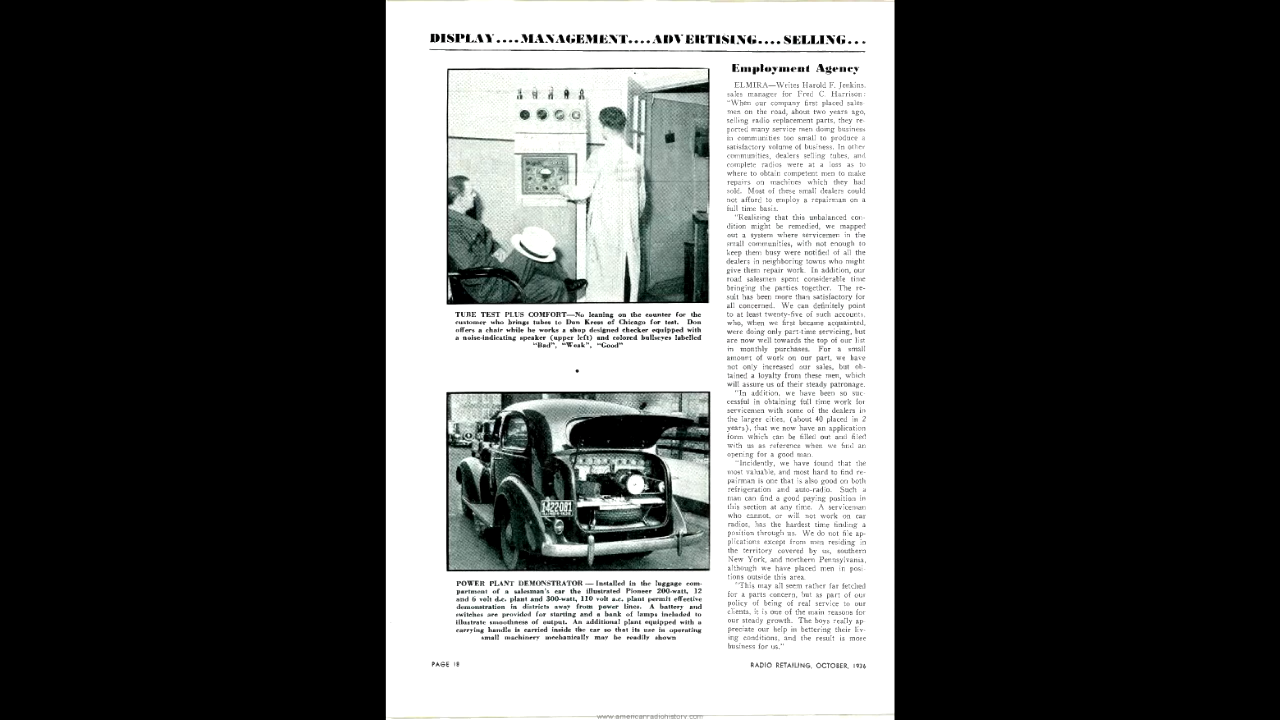 DISPLAY....MANAGEMENT....ADVERTISING....SELLING...
TUBE TEST PLUS COMFORT—No leaning on the counter for the
customer who brings tubes to Don Kress of Chicago for test. Don
offers a chair while he works a shop designed checker equipped with
a noise-indicating speaker (upper left) and colored bullseyes labelled
"Bad", "Weak", "Good"
1422081
POWER PLANT DEMONSTRATOR — Installed in the luggage com-
partment of a salesman's car the illustrated Pioneer 200-watt, 12
and 6 volt d.c. plant and 300-watt, 110 volt a.c. plant permit effective
demonstration in districts away from power lines. A battery and
switches are provided for starting and a bank of lamps included to
illustrate smoothness of output. An additional plant equipped with a
carrying handle is carried inside the car so that its use in operating
small machinery mechanically may be readily shown
Employment Agency
ELMIRA—Writes Harold F. Jenkins,
sales manager for Fred C. Harrison:
"When our company first placed sales-
men on the road, about two years ago,
selling radio replacement parts, they re-
ported many service men doing business
in communities too small to produce a
satisfactory volume of business. In other
communities, dealers selling tubes, and
complete radios were at a loss as to
where to obtain competent men to make
repairs on machines which they had
sold. Most of these small dealers could
not afford to employ a repairman on a
full time basis.
"Realizing that this unbalanced con-
dition might be remedied, we mapped
out a system where servicemen in the
small communities, with not enough to
keep them busy were notified of all the
dealers in neighboring towns who might
give them repair work. In addition, our
road salesmen spent considerable time
bringing the parties together. The re-
sult has been more than satisfactory for
all concerned. We can definitely point
to at least twenty-five of such accounts,
who, when we first became acquainted,
were doing only part-time servicing, but
are now well towards the top of our list
in monthly purchases. For a small
amount of work on our part, we have
not only increased our sales, but ob-
tained a loyalty from these men, which
will assure us of their steady patronage.
"In addition, we have been so suc-
cessful in obtaining full time work for
servicemen with some of the dealers in
the larger cities, (about 40 placed in 2
years), that we now have an application
form which can be filled out and filed
with us as reference when we find an
opening for a good man.
"Incidently, we have found that the
most valuable, and most hard to find re-
pairman is one that is also good on both
refrigeration and auto-radio. Such a
man can find a good paying position in
this section at any time. A serviceman
who cannot, or will not work on car
radios, has the hardest time finding a
position through us. We do not file ap-
plications except from men residing in
the territory covered by us, southern
New York, and northern Pennsylvania,
although we have placed men in posi-
tions outside this area.
"This may all seem rather far fetched
for a parts concern, but as part of our
policy of being of real service to our
clients, it is one of the main reasons for
our steady growth. The boys really ap-
preciate our help in bettering their liv-
ing conditions, and the result is more
business for us."
PAGE 18
RADIO RETAILING, OCTOBER, 1936
www.americanradiohistory.com